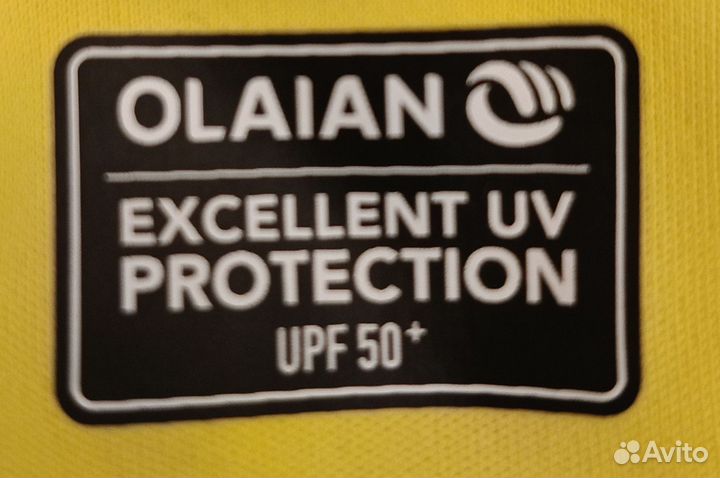 OLAIAN
EXCELLENT UV
PROTECTION
UPF 50+
Avito